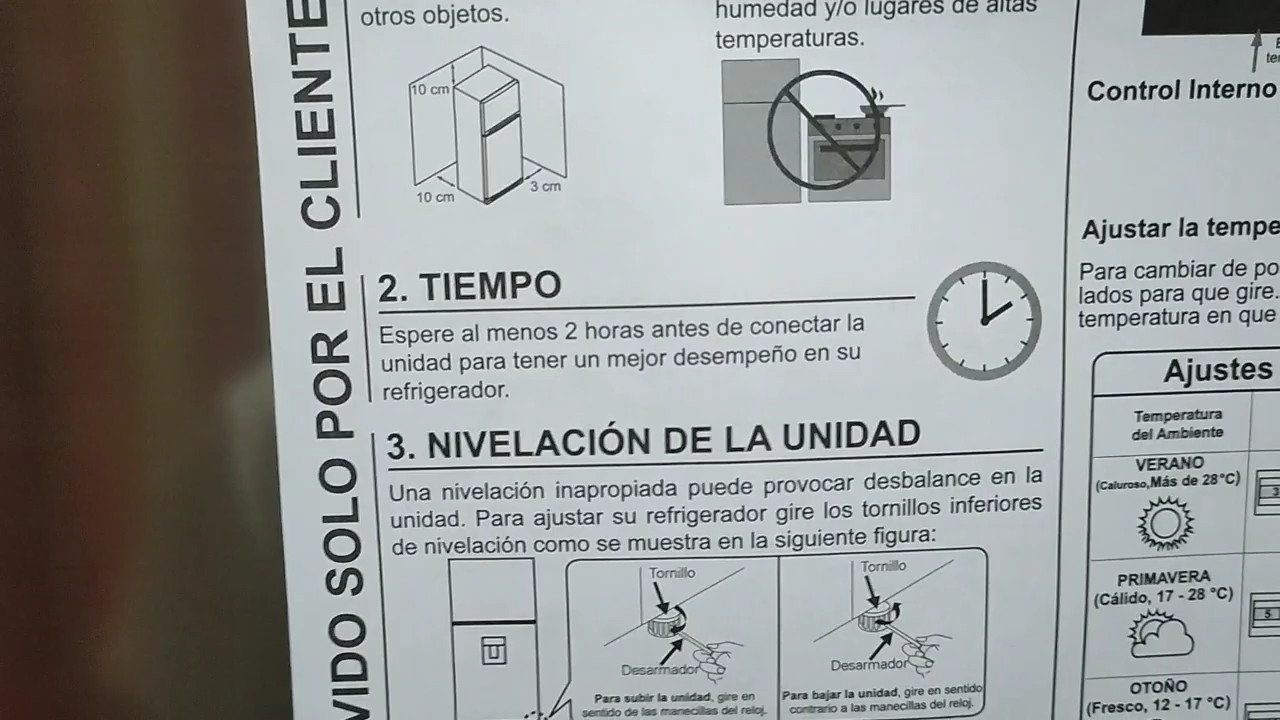 VIDO SOLO POR EL CLIENTE
otros objetos.
10 cm
10 cm
3 cm
humedad y/o lugares de altas
temperaturas.
2. TIEMPO
Espere al menos 2 horas antes de conectar la
unidad para tener un mejor desempeño en su
refrigerador.
3. NIVELACIÓN DE LA UNIDAD
Una nivelación inapropiada puede provocar desbalance en la
unidad. Para ajustar su refrigerador gire los tornillos inferiores
de nivelación como se muestra en la siguiente figura:
Tornillo
Desarmador
Para subir la unidad, gire en
sentido de las manecillas del reloj.
Tornillo
Desarmador
Para bajar la unidad, gire en sentido
contrario a las manecillas del reloj.
Control Interno
Ajustar la tempe
Para cambiar de po
lados para que gire.
temperatura en que
Ajustes
Temperatura
del Ambiente
VERANO
(Caluroso,Más de 28°C)
PRIMAVERA
(Cálido, 17 - 28 °C)
5
OTOÑO
(Fresco, 12 - 17 °C)